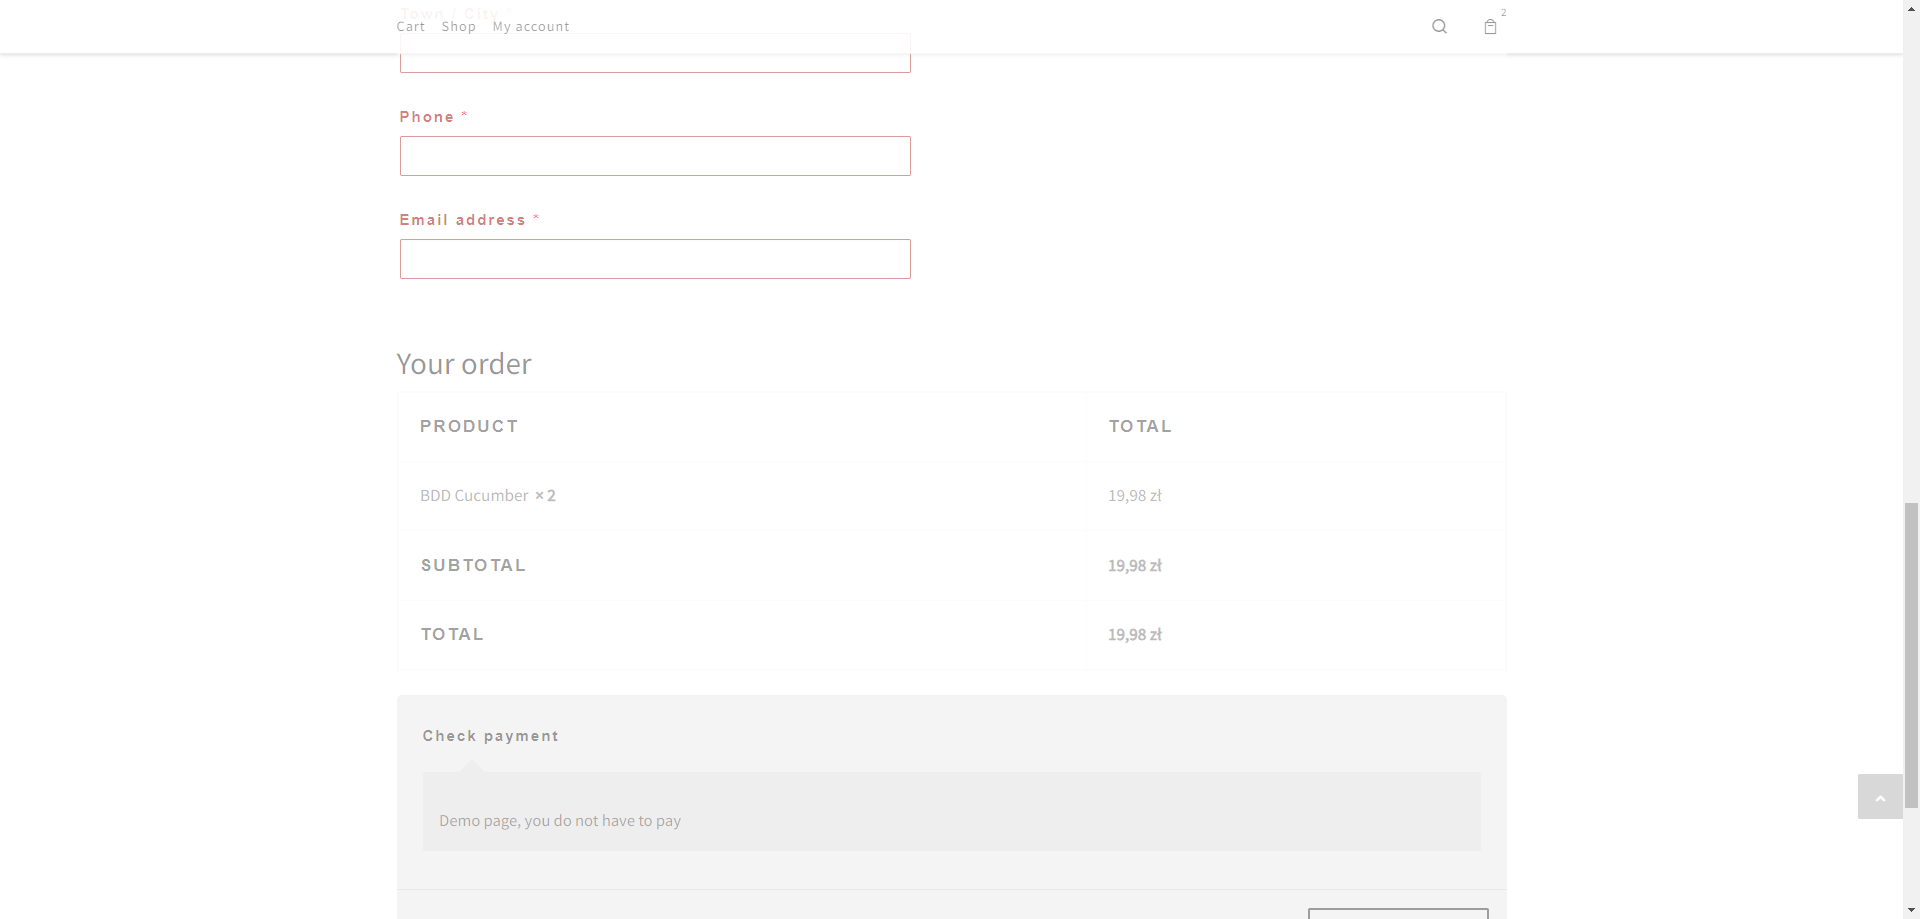 Town / City *
Cart Shop My account
2
Phone *
Email address *
Your order
PRODUCT TOTAL
BDD Cucumber × 2 19,98 zł
SUBTOTAL 19,98 zł
TOTAL 19,98 zł
Check payment
Demo page, you do not have to pay